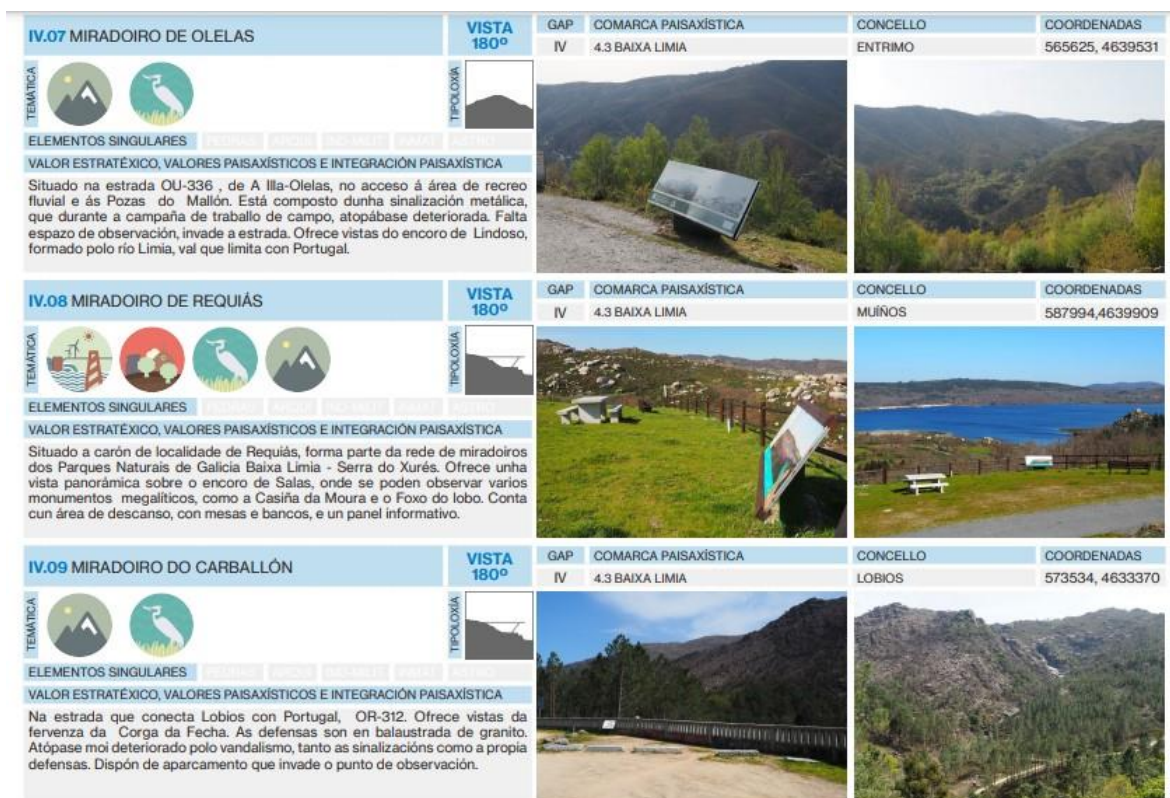 IV.07 MIRADOIRO DE OLELAS
VISTA
180º
GAP COMARCA PAISAXÍSTICA CONCELLO COORDENADAS
IV 4.3 BAIXA LIMIA ENTRIMO 565625, 4639531
TEMÁTICA
TIPOLOXÍA
ELEMENTOS SINGULARES
VALOR ESTRATÉXICO, VALORES PAISAXÍSTICOS E INTEGRACIÓN PAISAXÍSTICA
Situado na estrada OU-336 , de A Illa-Olelas, no acceso á área de recreo
fluvial e ás Pozas do Mallón. Está composto dunha sinalización metálica,
que durante a campaña de traballo de campo, atopábase deteriorada. Falta
espazo de observación, invade a estrada. Ofrece vistas do encoro de Lindoso,
formado polo río Limia, val que limita con Portugal.
IV.08 MIRADOIRO DE REQUIÁS
VISTA
180º
GAP COMARCA PAISAXÍSTICA CONCELLO COORDENADAS
IV 4.3 BAIXA LIMIA MUÍÑOS 587994,4639909
TEMÁTICA
TIPOLOXÍA
ELEMENTOS SINGULARES
VALOR ESTRATÉXICO, VALORES PAISAXÍSTICOS E INTEGRACIÓN PAISAXÍSTICA
Situado a carón de localidade de Requiás, forma parte da rede de miradoiros
dos Parques Naturais de Galicia Baixa Limia - Serra do Xurés. Ofrece unha
vista panorámica sobre o encoro de Salas, onde se poden observar varios
monumentos megalíticos, como a Casiña da Moura e o Foxo do lobo. Conta
cun área de descanso, con mesas e bancos, e un panel informativo.
IV.09 MIRADOIRO DO CARBALLÓN
VISTA
180º
GAP COMARCA PAISAXÍSTICA CONCELLO COORDENADAS
IV 4.3 BAIXA LIMIA LOBIOS 573534, 4633370
TEMÁTICA
TIPOLOXÍA
ELEMENTOS SINGULARES
VALOR ESTRATÉXICO, VALORES PAISAXÍSTICOS E INTEGRACIÓN PAISAXÍSTICA
Na estrada que conecta Lobios con Portugal, OR-312. Ofrece vistas da
fervenza da Corga da Fecha. As defensas son en balaustrada de granito.
Atópase moi deteriorado polo vandalismo, tanto as sinalizacións como a propia
defensas. Dispón de aparcamento que invade o punto de observación.